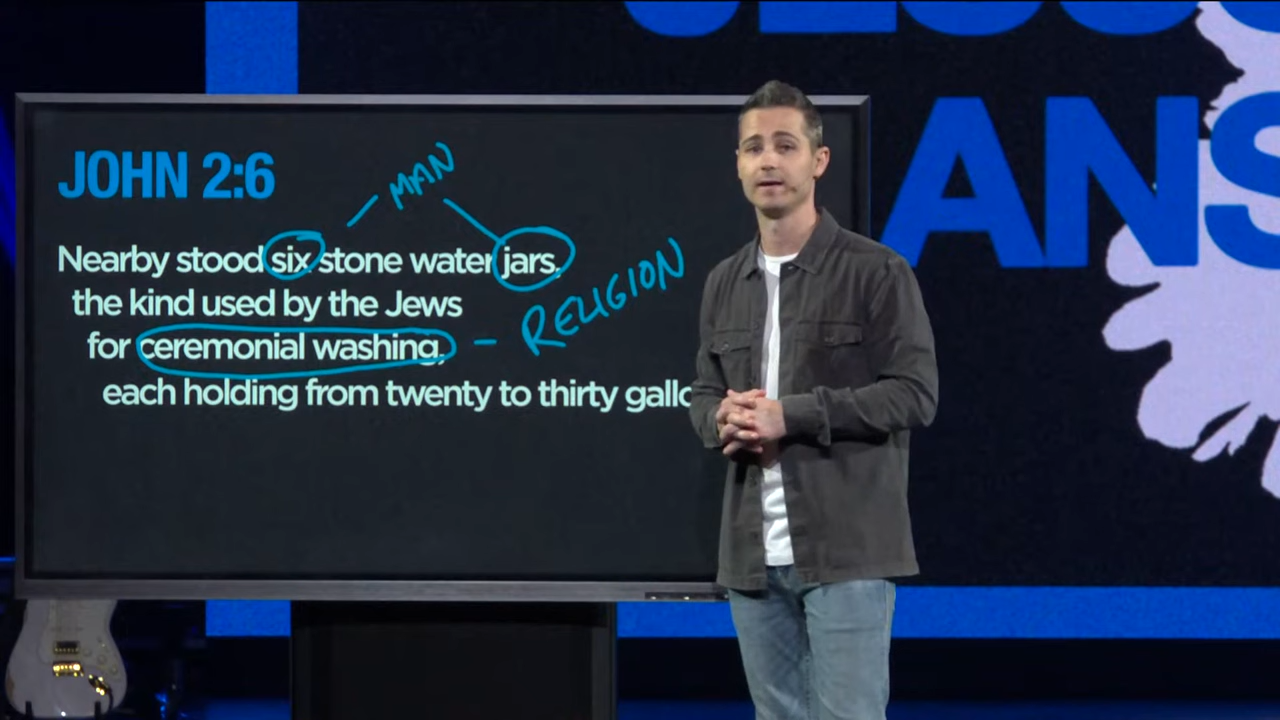 JOHN 2:6
MAN
Nearby stood six stone water jars,
the kind used by the Jews
RELIGION
for ceremonial washing,
each holding from twenty to thirty gallo
ANS